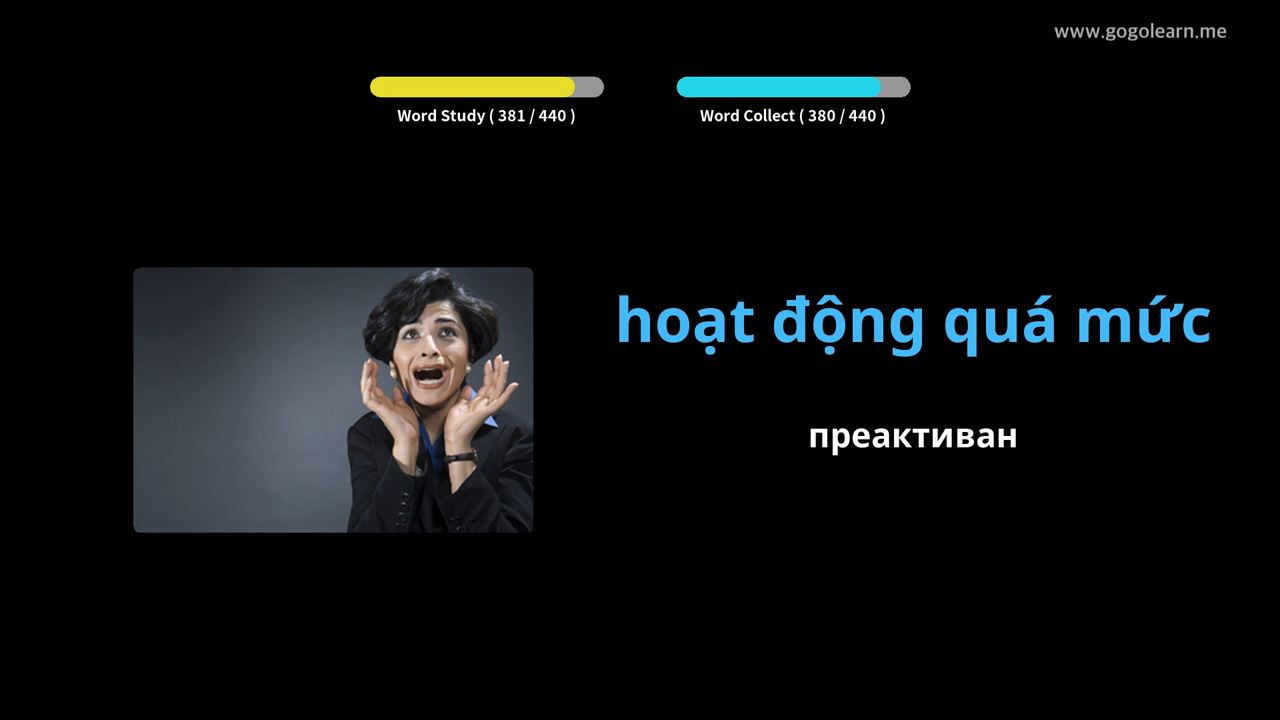 www.gogolearn.me
Word Study ( 381 / 440 )
Word Collect ( 380 / 440 )
hoạt động quá mức
преактиван